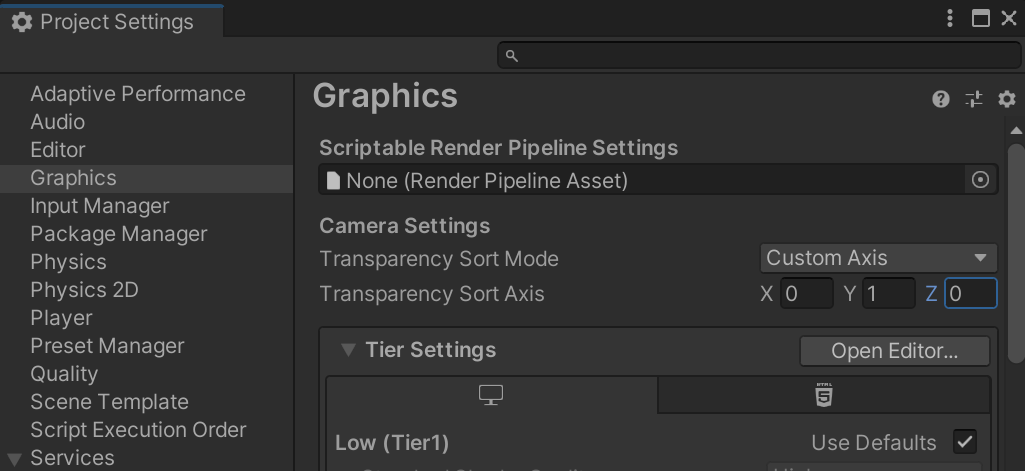 Project Settings
Adaptive Performance
Audio
Editor
Graphics
Input Manager
Package Manager
Physics
Physics 2D
Player
Preset Manager
Quality
Scene Template
Script Execution Order
Services
Graphics
Scriptable Render Pipeline Settings
None (Render Pipeline Asset)
Camera Settings
Transparency Sort Mode Custom Axis
Transparency Sort Axis X 0 Y 1 Z 0
Tier Settings Open Editor...
HTML 5
Low (Tier1) Use Defaults